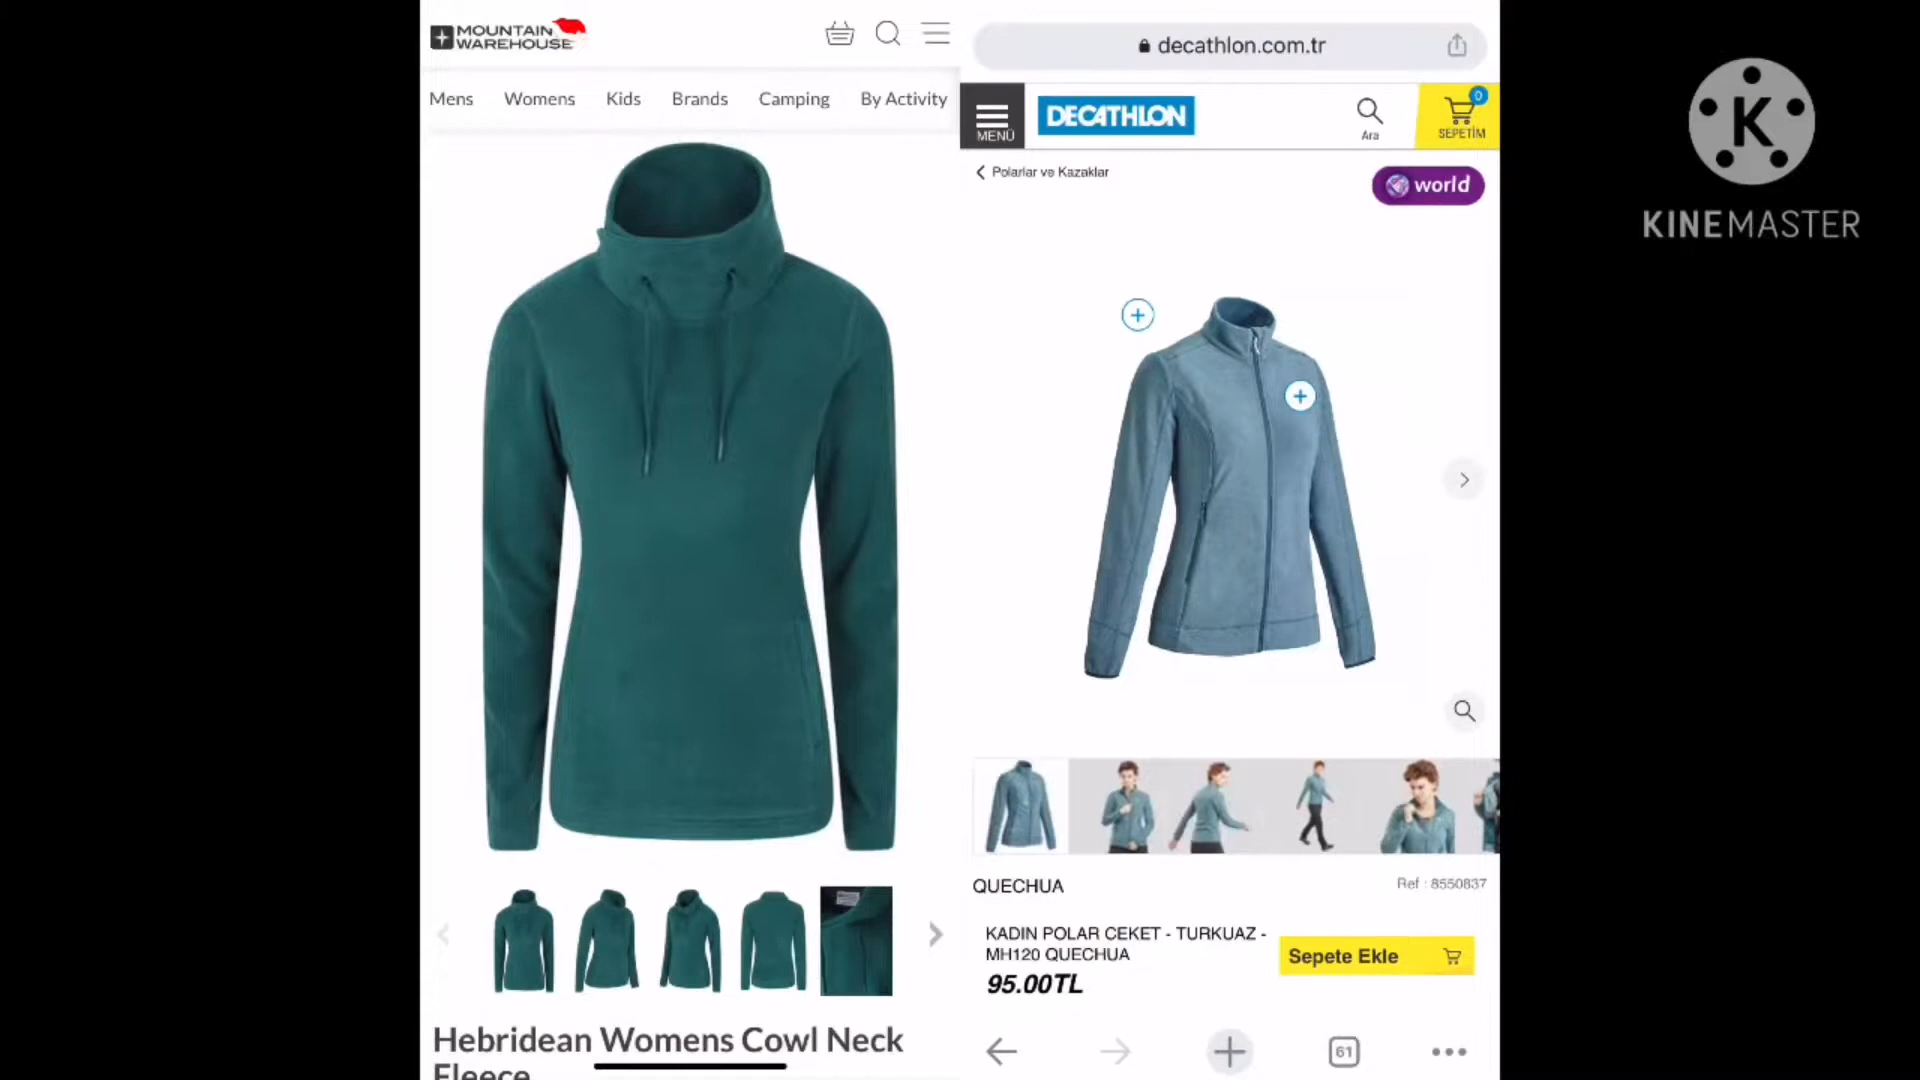 MOUNTAIN
WAREHOUSE
Mens Womens Kids Brands Camping By Activity
Hebridean Womens Cowl Neck
Fleece
decathlon.com.tr
MENÜ
DECATHLON
Ara
0
SEPETİM
Polarlar ve Kazaklar
world
QUECHUA
Ref : 8550837
KADIN POLAR CEKET - TURKUAZ -
MH120 QUECHUA
95.00TL
Sepete Ekle
61
K
KINEMASTER